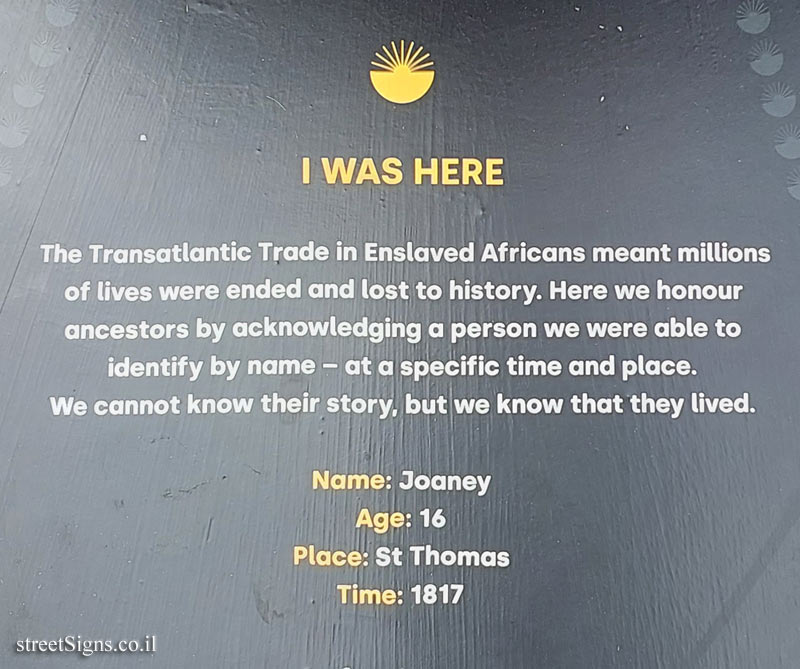 I WAS HERE
The Transatlantic Trade in Enslaved Africans meant millions
of lives were ended and lost to history. Here we honour
ancestors by acknowledging a person we were able to
identify by name – at a specific time and place.
We cannot know their story, but we know that they lived.
Name: Joaney
Age: 16
Place: St Thomas
Time: 1817
streetSigns.co.il